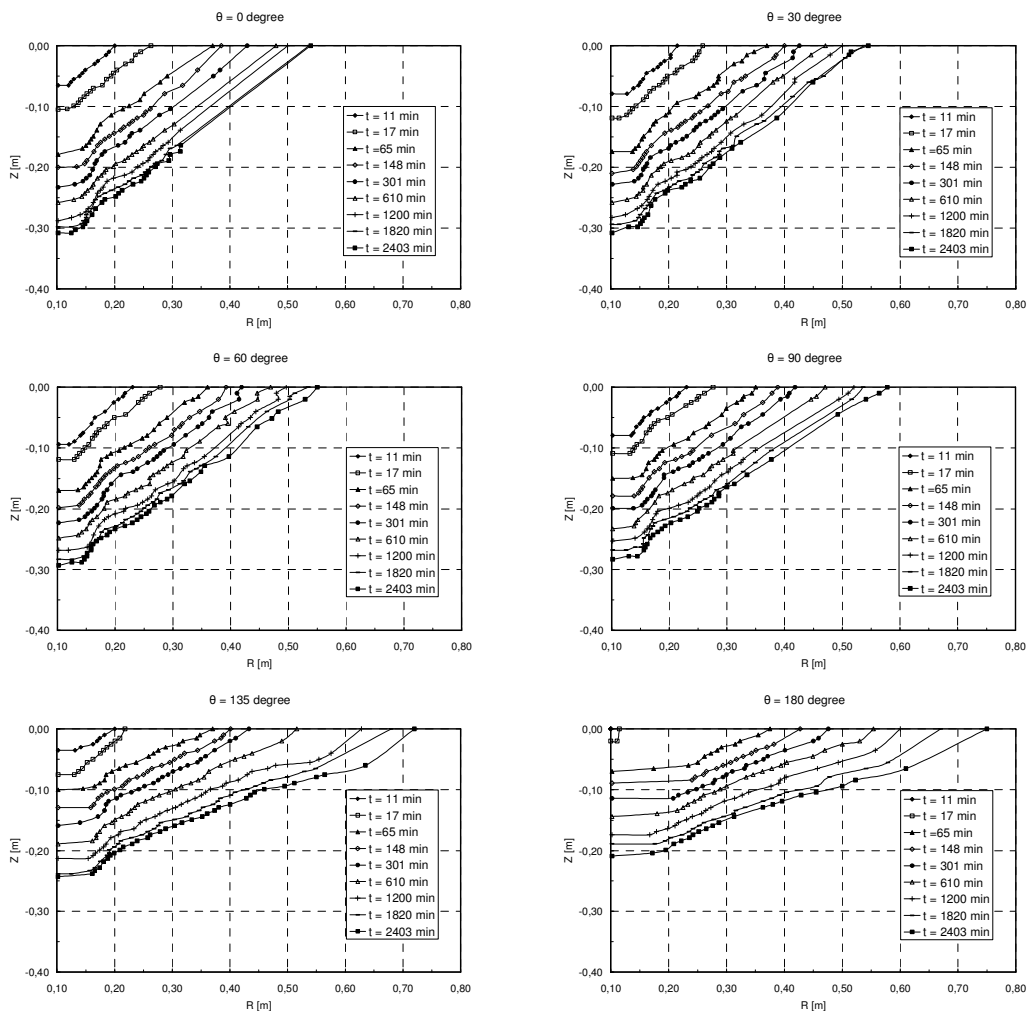 θ = 0 degree
0,00
-0,10
-0,20
-0,30
-0,40
Z [m]
t = 11 min
t = 17 min
t =65 min
t = 148 min
t = 301 min
t = 610 min
t = 1200 min
t = 1820 min
t = 2403 min
0,10 0,20 0,30 0,40 0,50 0,60 0,70 0,80
R [m]
θ = 30 degree
0,00
-0,10
-0,20
-0,30
-0,40
Z [m]
t = 11 min
t = 17 min
t =65 min
t = 148 min
t = 301 min
t = 610 min
t = 1200 min
t = 1820 min
t = 2403 min
0,10 0,20 0,30 0,40 0,50 0,60 0,70 0,80
R [m]
θ = 60 degree
0,00
-0,10
-0,20
-0,30
-0,40
Z [m]
t = 11 min
t = 17 min
t =65 min
t = 148 min
t = 301 min
t = 610 min
t = 1200 min
t = 1820 min
t = 2403 min
0,10 0,20 0,30 0,40 0,50 0,60 0,70 0,80
R [m]
θ = 90 degree
0,00
-0,10
-0,20
-0,30
-0,40
Z [m]
t = 11 min
t = 17 min
t =65 min
t = 148 min
t = 301 min
t = 610 min
t = 1200 min
t = 1820 min
t = 2403 min
0,10 0,20 0,30 0,40 0,50 0,60 0,70 0,80
R [m]
θ = 135 degree
0,00
-0,10
-0,20
-0,30
-0,40
Z [m]
t = 11 min
t = 17 min
t =65 min
t = 148 min
t = 301 min
t = 610 min
t = 1200 min
t = 1820 min
t = 2403 min
0,10 0,20 0,30 0,40 0,50 0,60 0,70 0,80
R [m]
θ = 180 degree
0,00
-0,10
-0,20
-0,30
-0,40
Z [m]
t = 11 min
t = 17 min
t =65 min
t = 148 min
t = 301 min
t = 610 min
t = 1200 min
t = 1820 min
t = 2403 min
0,10 0,20 0,30 0,40 0,50 0,60 0,70 0,80
R [m]